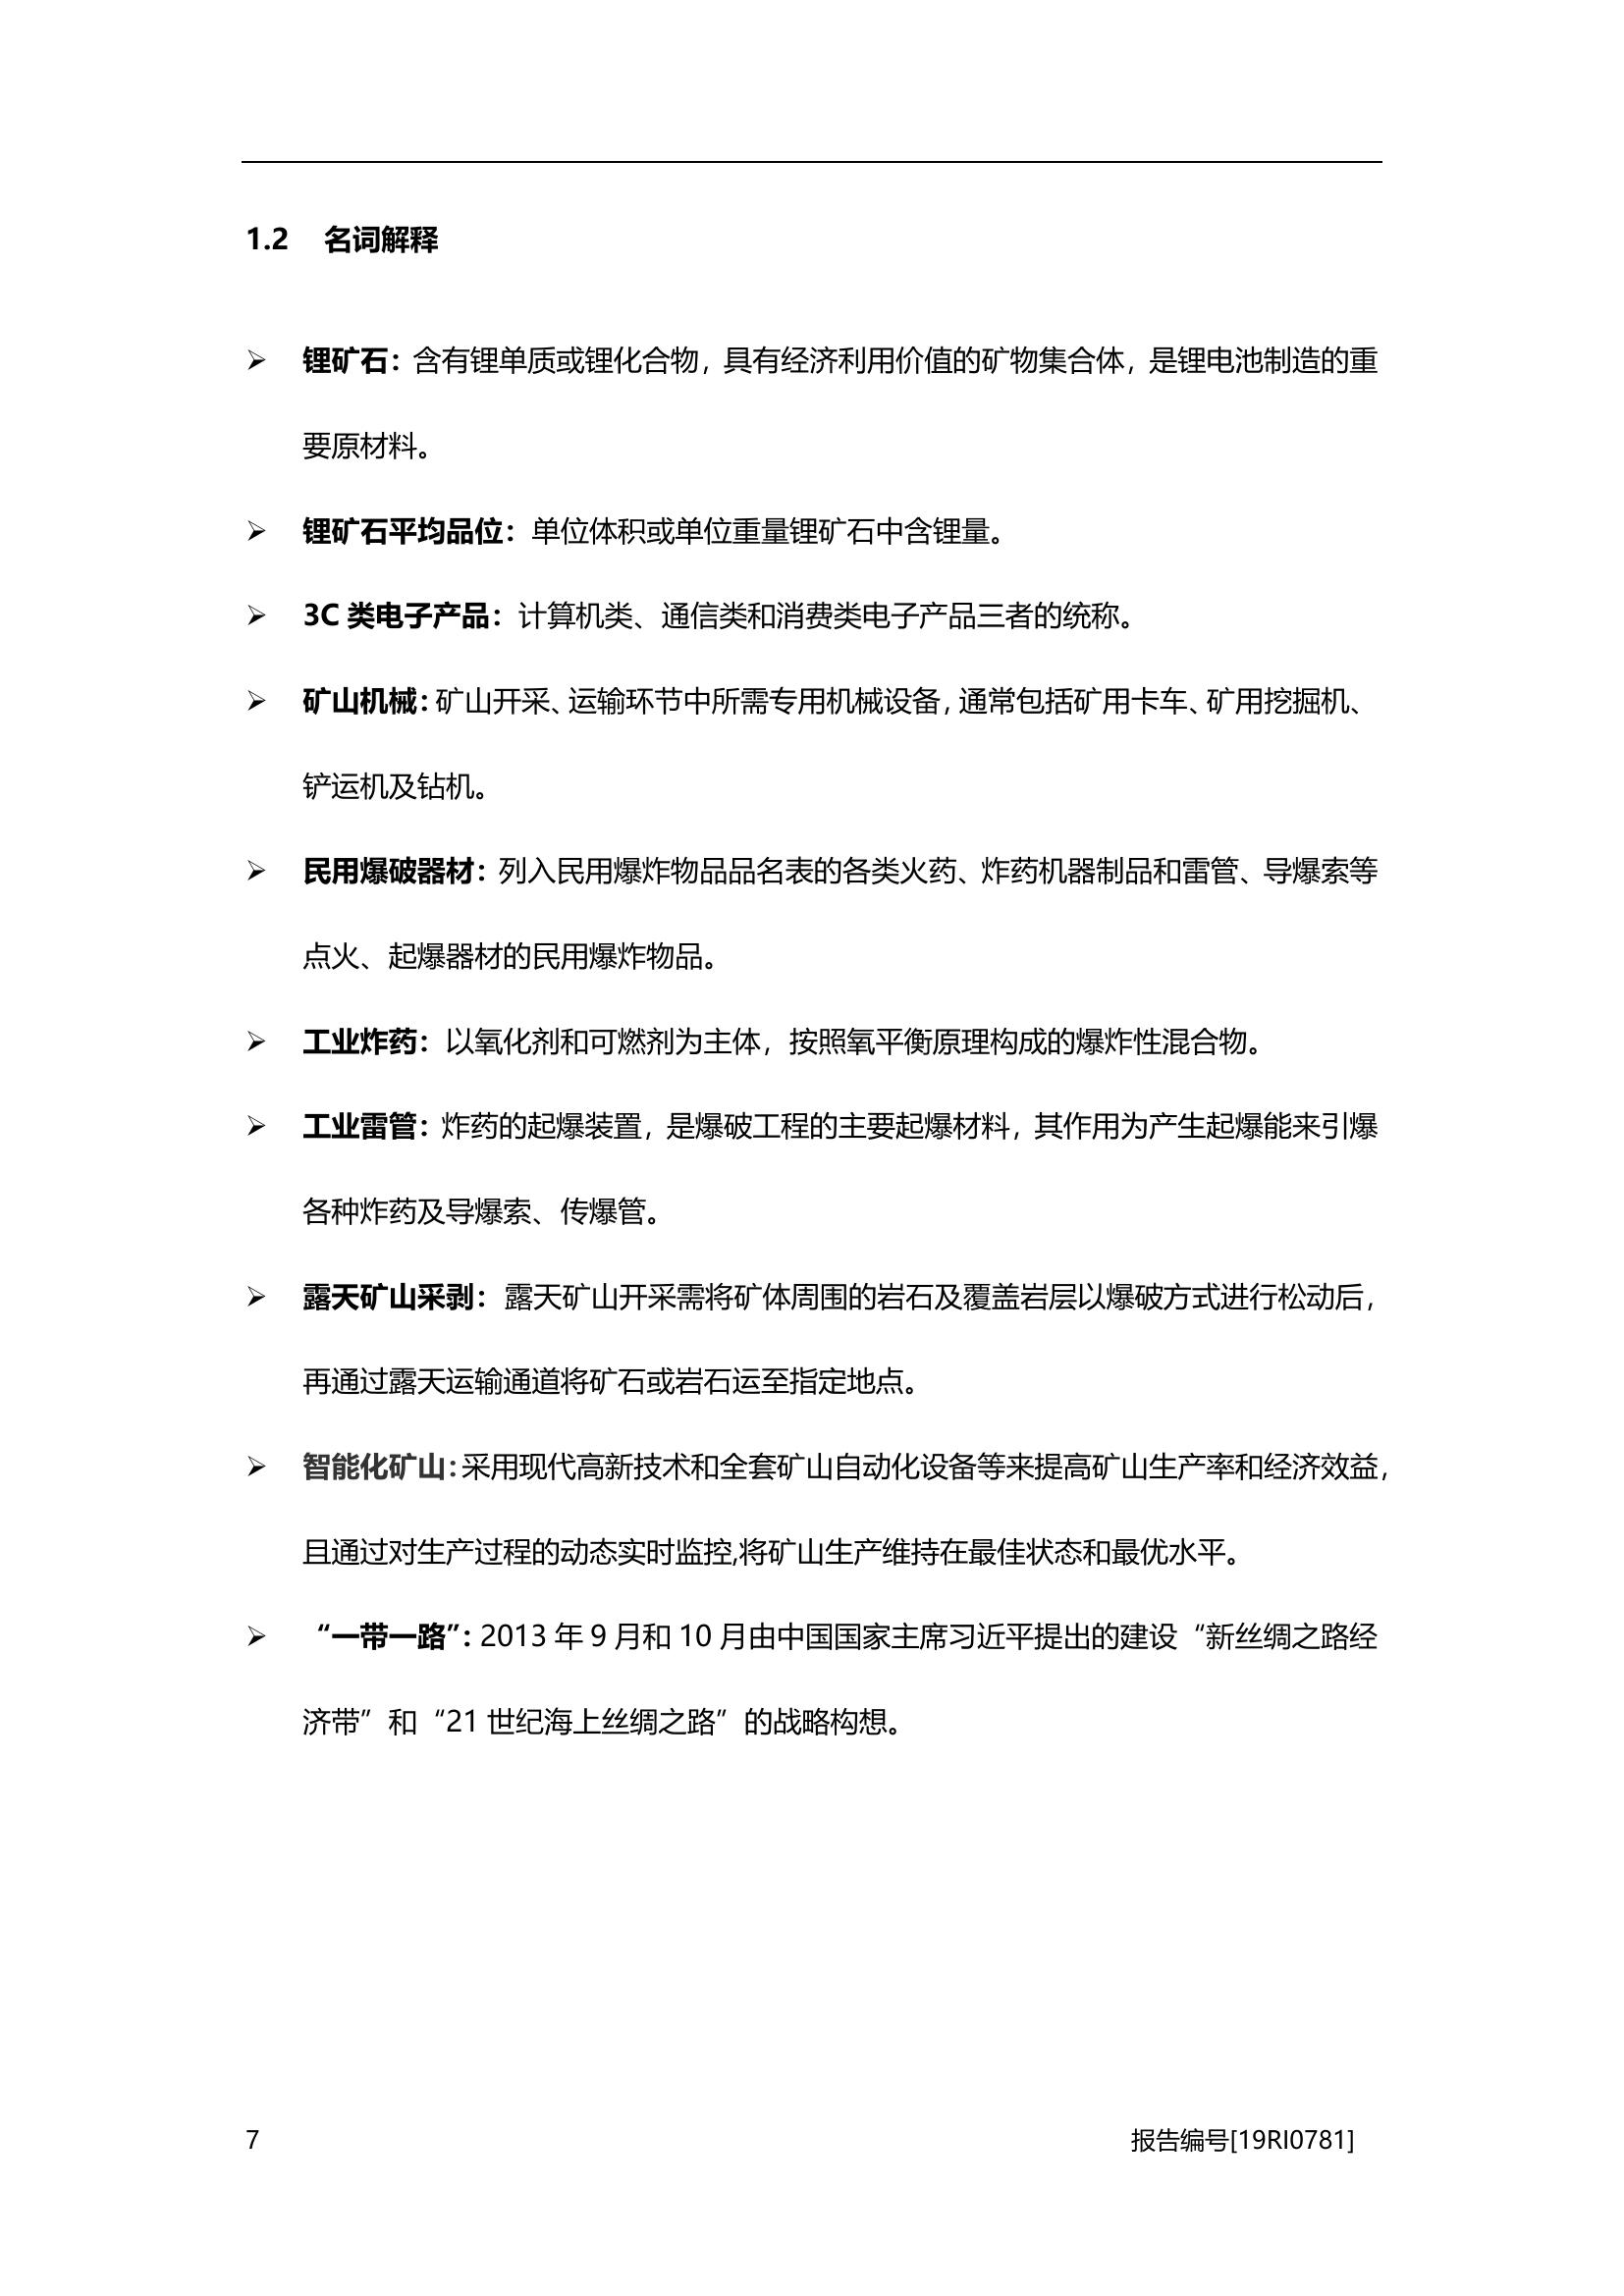 1.2 名词解释
➢ 锂矿石：含有锂单质或锂化合物，具有经济利用价值的矿物集合体，是锂电池制造的重
要原材料。
➢ 锂矿石平均品位：单位体积或单位重量锂矿石中含锂量。
➢ 3C 类电子产品：计算机类、通信类和消费类电子产品三者的统称。
➢ 矿山机械：矿山开采、运输环节中所需专用机械设备，通常包括矿用卡车、矿用挖掘机、
铲运机及钻机。
➢ 民用爆破器材：列入民用爆炸物品品名表的各类火药、炸药机器制品和雷管、导爆索等
点火、起爆器材的民用爆炸物品。
➢ 工业炸药：以氧化剂和可燃剂为主体，按照氧平衡原理构成的爆炸性混合物。
➢ 工业雷管：炸药的起爆装置，是爆破工程的主要起爆材料，其作用为产生起爆能来引爆
各种炸药及导爆索、传爆管。
➢ 露天矿山采剥：露天矿山开采需将矿体周围的岩石及覆盖岩层以爆破方式进行松动后，
再通过露天运输通道将矿石或岩石运至指定地点。
➢ 智能化矿山：采用现代高新技术和全套矿山自动化设备等来提高矿山生产率和经济效益，
且通过对生产过程的动态实时监控,将矿山生产维持在最佳状态和最优水平。
➢ “一带一路”：2013 年 9 月和 10 月由中国国家主席习近平提出的建设“新丝绸之路经
济带”和“21 世纪海上丝绸之路”的战略构想。
7 报告编号[19RI0781]